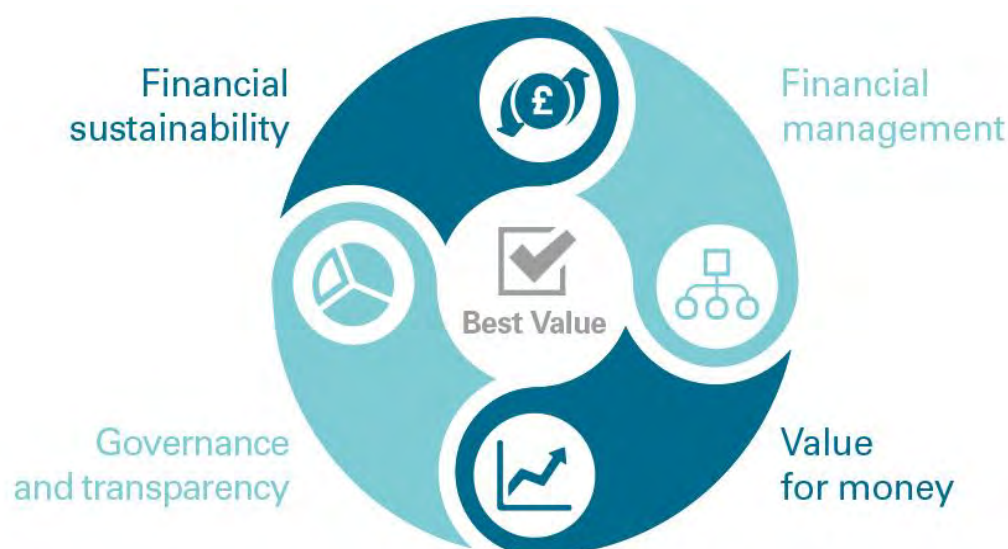 Financial
sustainability
£
Financial
management
Best Value
Governance
and transparency
Value
for money